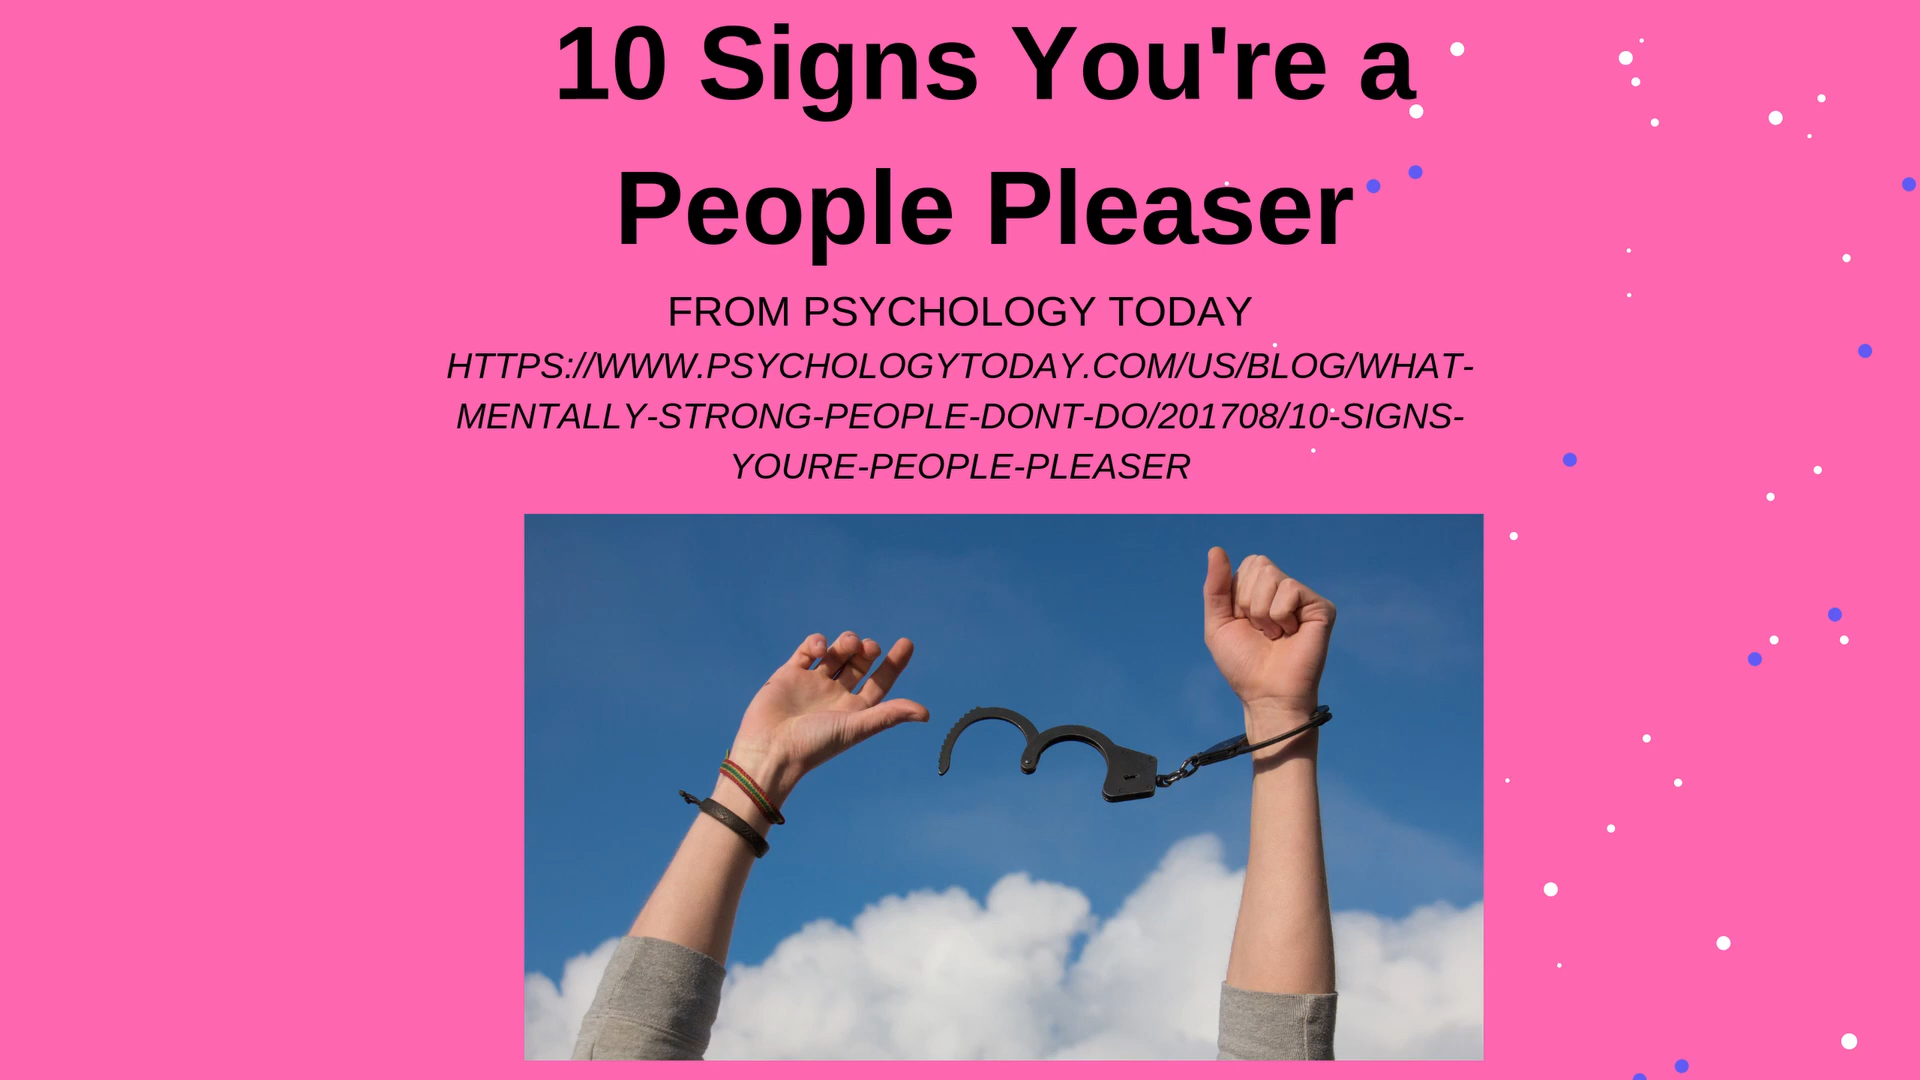 10 Signs You're a
People Pleaser
FROM PSYCHOLOGY TODAY
HTTPS://WWW.PSYCHOLOGYTODAY.COM/US/BLOG/WHAT-
MENTALLY-STRONG-PEOPLE-DONT-DO/201708/10-SIGNS-
YOURE-PEOPLE-PLEASER